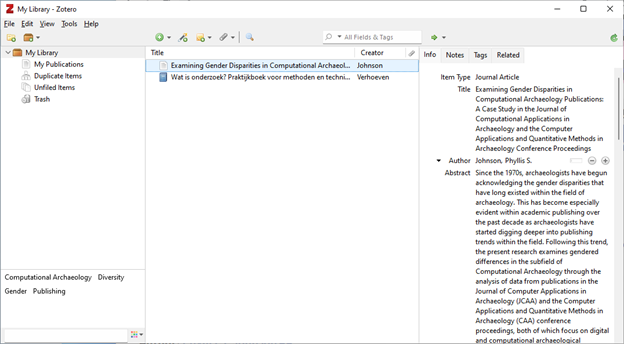 My Library - Zotero
File Edit View Tools Help
All Fields & Tags
My Library
My Publications
Duplicate Items
Unfiled Items
Trash
Computational Archaeology Diversity
Gender Publishing
Title Creator
Examining Gender Disparities in Computational Archaeol... Johnson
Wat is onderzoek? Praktijkboek voor methoden en techni... Verhoeven
Info Notes Tags Related
Item Type Journal Article
Title Examining Gender Disparities in
Computational Archaeology Publications:
A Case Study in the Journal of
Computational Applications in
Archaeology and the Computer
Applications and Quantitative Methods in
Archaeology Conference Proceedings
Author Johnson, Phyllis S.
Abstract Since the 1970s, archaeologists have begun
acknowledging the gender disparities that
have long existed within the field of
archaeology. This has become especially
evident within academic publishing over
the past decade as archaeologists have
started digging deeper into publishing
trends within the field. Following this trend,
the present research examines gendered
differences in the subfield of
Computational Archaeology through the
analysis of data from publications in the
Journal of Computer Applications in
Archaeology (JCAA) and the Computer
Applications and Quantitative Methods in
Archaeology (CAA) conference
proceedings, both of which focus on digital
and computational archaeological